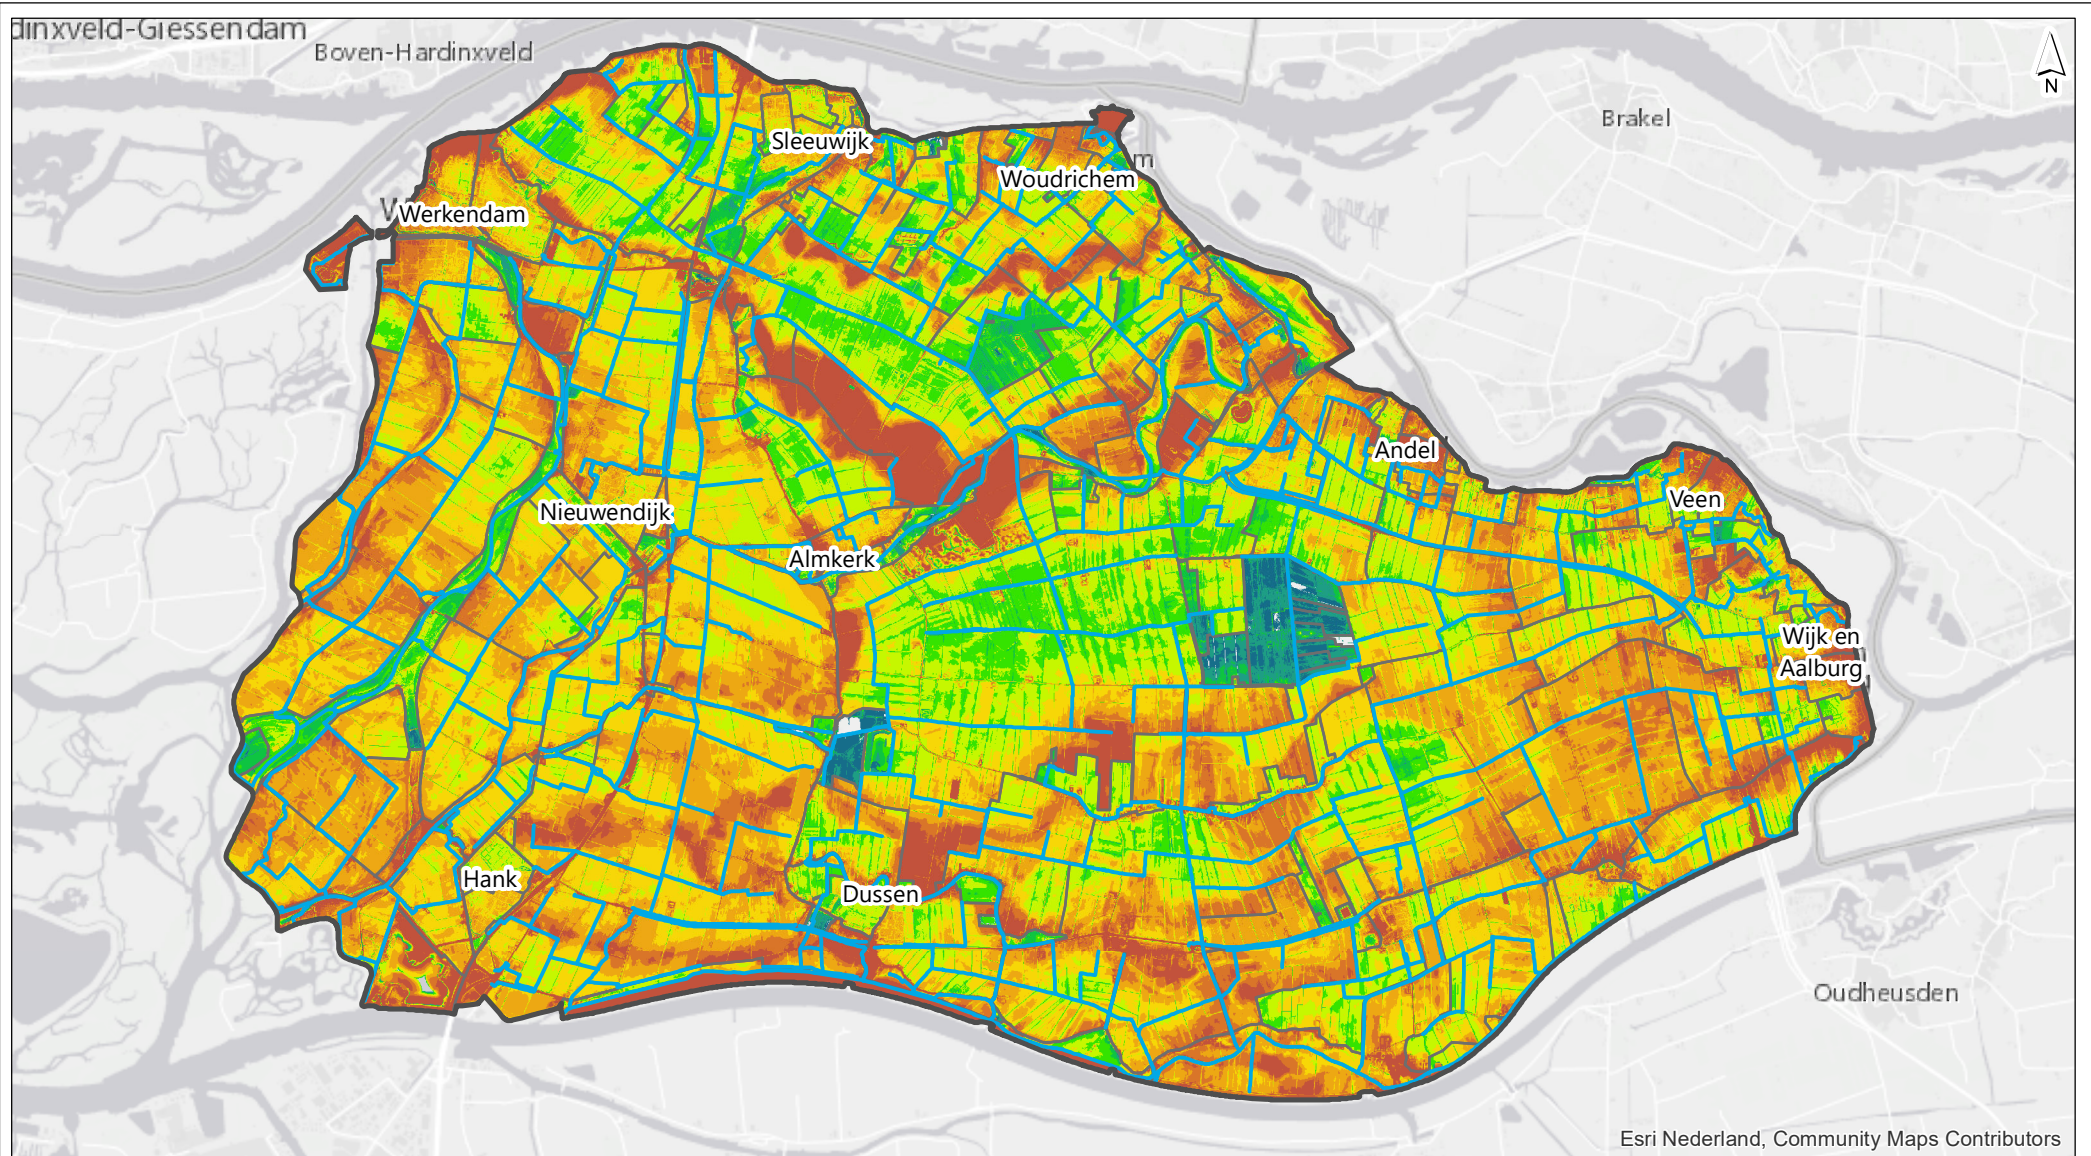 dinxveld-Giessendam
Boven-Hardinxveld
N
Brakel
Sleeuwijk
m
Woudrichem
W
Werkendam
Andel
Veen
Nieuwendijk
Almkerk
Wijk en
Aalburg
Hank
Dussen
Oudheusden
Esri Nederland, Community Maps Contributors